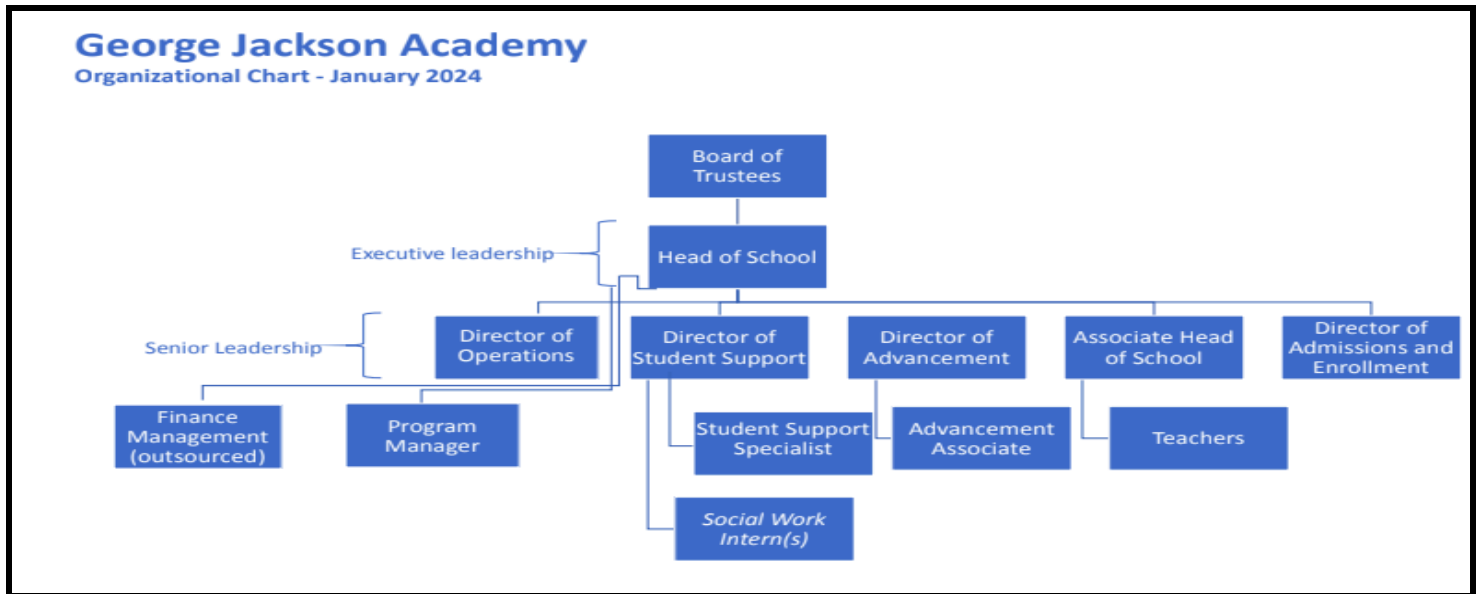 George Jackson Academy
Organizational Chart - January 2024
Board of
Trustees
Executive leadership
Head of School
Senior Leadership
Director of
Operations
Director of
Student Support
Director of
Advancement
Associate Head
of School
Director of
Admissions and
Enrollment
Finance
Management
(outsourced)
Program
Manager
Student Support
Specialist
Advancement
Associate
Teachers
Social Work
Intern(s)